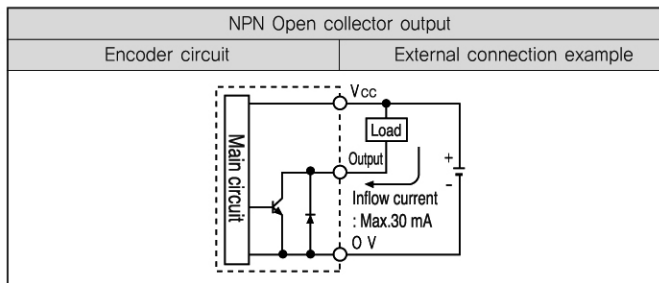 NPN Open collector output
Encoder circuit
External connection example
Vcc
Load
Main circuit
Output
+
-
Inflow current
: Max.30 mA
0 V